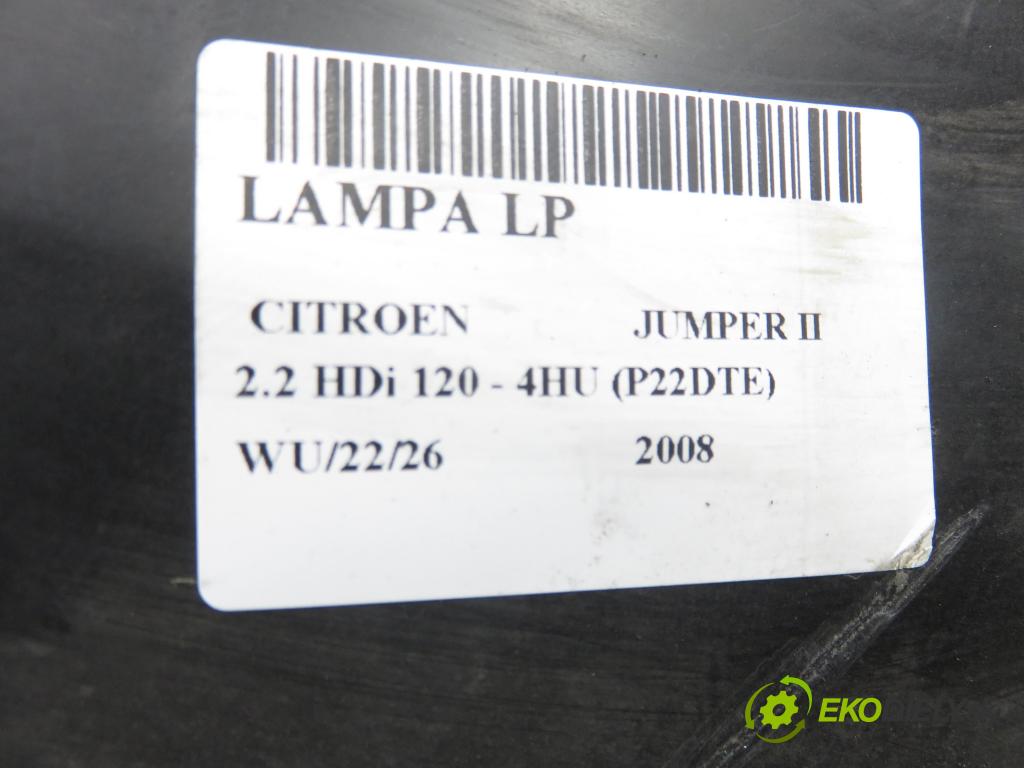 LAMPA LP
CITROEN JUMPER II
2.2 HDi 120 - 4HU (P22DTE)
WU/22/26 2008
EKO